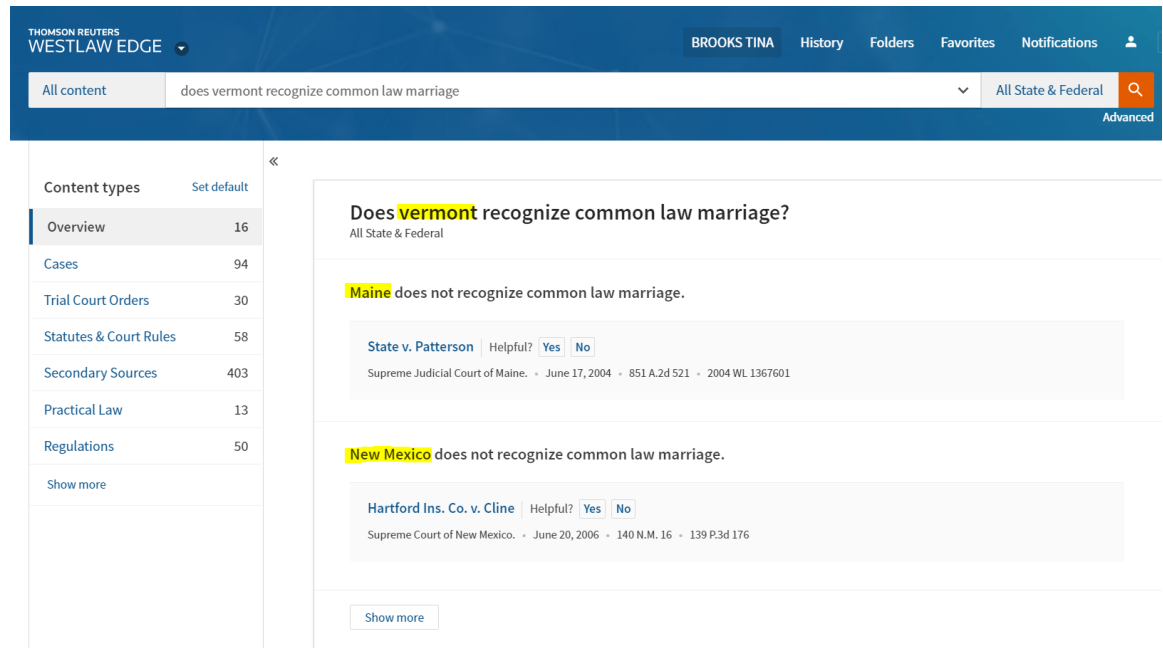 THOMSON REUTERS
WESTLAW EDGE
BROOKS TINA History Folders Favorites Notifications
All content does vermont recognize common law marriage All State & Federal
Advanced
Content types Set default
Overview 16
Cases 94
Trial Court Orders 30
Statutes & Court Rules 58
Secondary Sources 403
Practical Law 13
Regulations 50
Show more
Does vermont recognize common law marriage?
All State & Federal
Maine does not recognize common law marriage.
State v. Patterson Helpful? Yes No
Supreme Judicial Court of Maine. • June 17, 2004 • 851 A.2d 521 • 2004 WL 1367601
New Mexico does not recognize common law marriage.
Hartford Ins. Co. v. Cline Helpful? Yes No
Supreme Court of New Mexico. • June 20, 2006 • 140 N.M. 16 • 139 P.3d 176
Show more